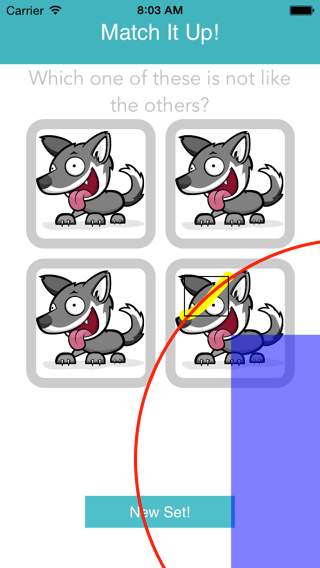 Carrier 8:03 AM
Match It Up!
Which one of these is not like
the others?
New Set!